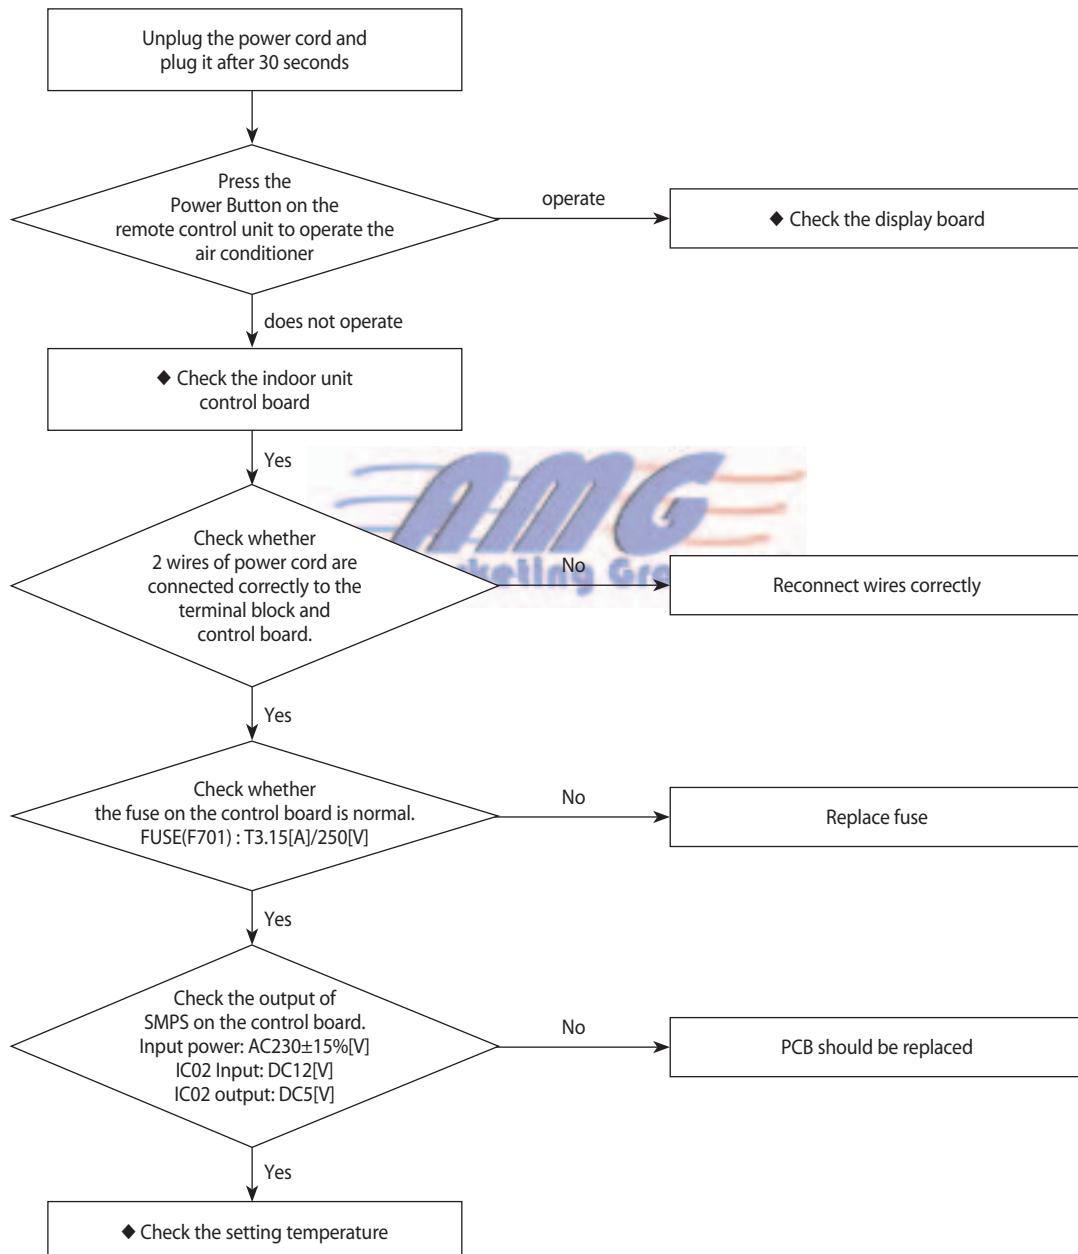 Unplug the power cord and
plug it after 30 seconds
Press the
Power Button on the
remote control unit to operate the
air conditioner
operate
◆ Check the display board
does not operate
◆ Check the indoor unit
control board
Yes
AMG
Check whether
2 wires of power cord are
connected correctly to the
terminal block and
control board.
No
Reconnect wires correctly
Yes
Check whether
the fuse on the control board is normal.
FUSE(F701) : T3.15[A]/250[V]
No
Replace fuse
Yes
Check the output of
SMPS on the control board.
Input power: AC230±15%[V]
IC02 Input: DC12[V]
IC02 output: DC5[V]
No
PCB should be replaced
Yes
◆ Check the setting temperature